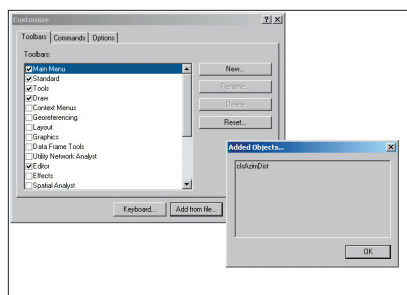 Customize
Toolbars Commands Options
Toolbars:
Main Menu
Standard
Tools
Draw
Context Menus
Georeferencing
Layout
Graphics
Data Frame Tools
Utility Network Analyst
Editor
Effects
Spatial Analyst
New...
Rename...
Delete
Reset...
Keyboard...
Add from file...
Added Objects...
clsAzimDist
OK